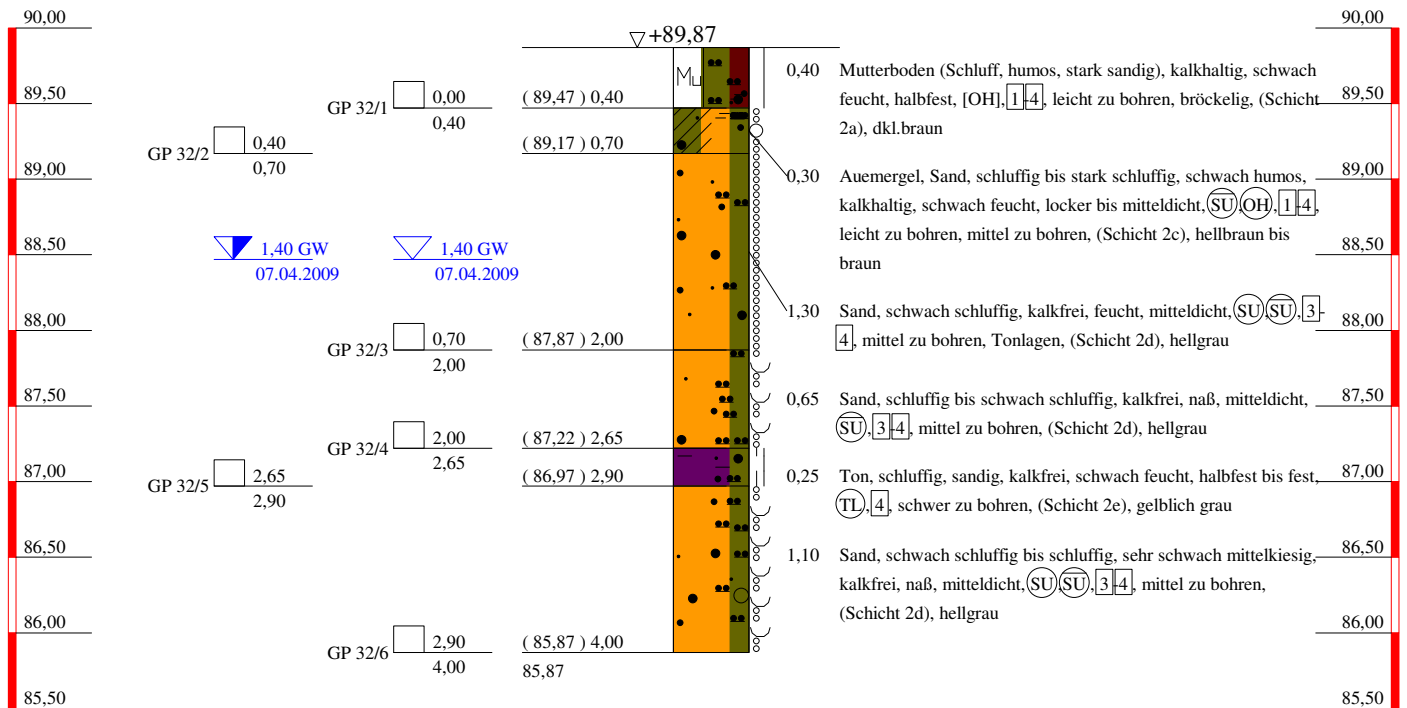 90,00
89,50
89,00
88,50
88,00
87,50
87,00
86,50
86,00
85,50
GP 32/1
0,00
0,40
GP 32/2
0,40
0,70
1,40 GW
07.04.2009
1,40 GW
07.04.2009
GP 32/3
0,70
2,00
GP 32/4
2,00
2,65
GP 32/5
2,65
2,90
GP 32/6
2,90
4,00
+89,87
Mu
( 89,47 ) 0,40
( 89,17 ) 0,70
( 87,87 ) 2,00
( 87,22 ) 2,65
( 86,97 ) 2,90
( 85,87 ) 4,00
85,87
0,40 Mutterboden (Schluff, humos, stark sandig), kalkhaltig, schwach
feucht, halbfest, [OH], 1-4, leicht zu bohren, bröckelig, (Schicht
2a), dkl.braun
0,30 Auemergel, Sand, schluffig bis stark schluffig, schwach humos,
kalkhaltig, schwach feucht, locker bis mitteldicht, S̅U̅, OH, 1-4,
leicht zu bohren, mittel zu bohren, (Schicht 2c), hellbraun bis
braun
1,30 Sand, schwach schluffig, kalkfrei, feucht, mitteldicht, SU, S̅U̅, 3-
4, mittel zu bohren, Tonlagen, (Schicht 2d), hellgrau
0,65 Sand, schluffig bis schwach schluffig, kalkfrei, naß, mitteldicht,
S̅U̅, 3-4, mittel zu bohren, (Schicht 2d), hellgrau
0,25 Ton, schluffig, sandig, kalkfrei, schwach feucht, halbfest bis fest,
TL, 4, schwer zu bohren, (Schicht 2e), gelblich grau
1,10 Sand, schwach schluffig bis schluffig, sehr schwach mittelkiesig,
kalkfrei, naß, mitteldicht, SU, S̅U̅, 3-4, mittel zu bohren,
(Schicht 2d), hellgrau
90,00
89,50
89,00
88,50
88,00
87,50
87,00
86,50
86,00
85,50